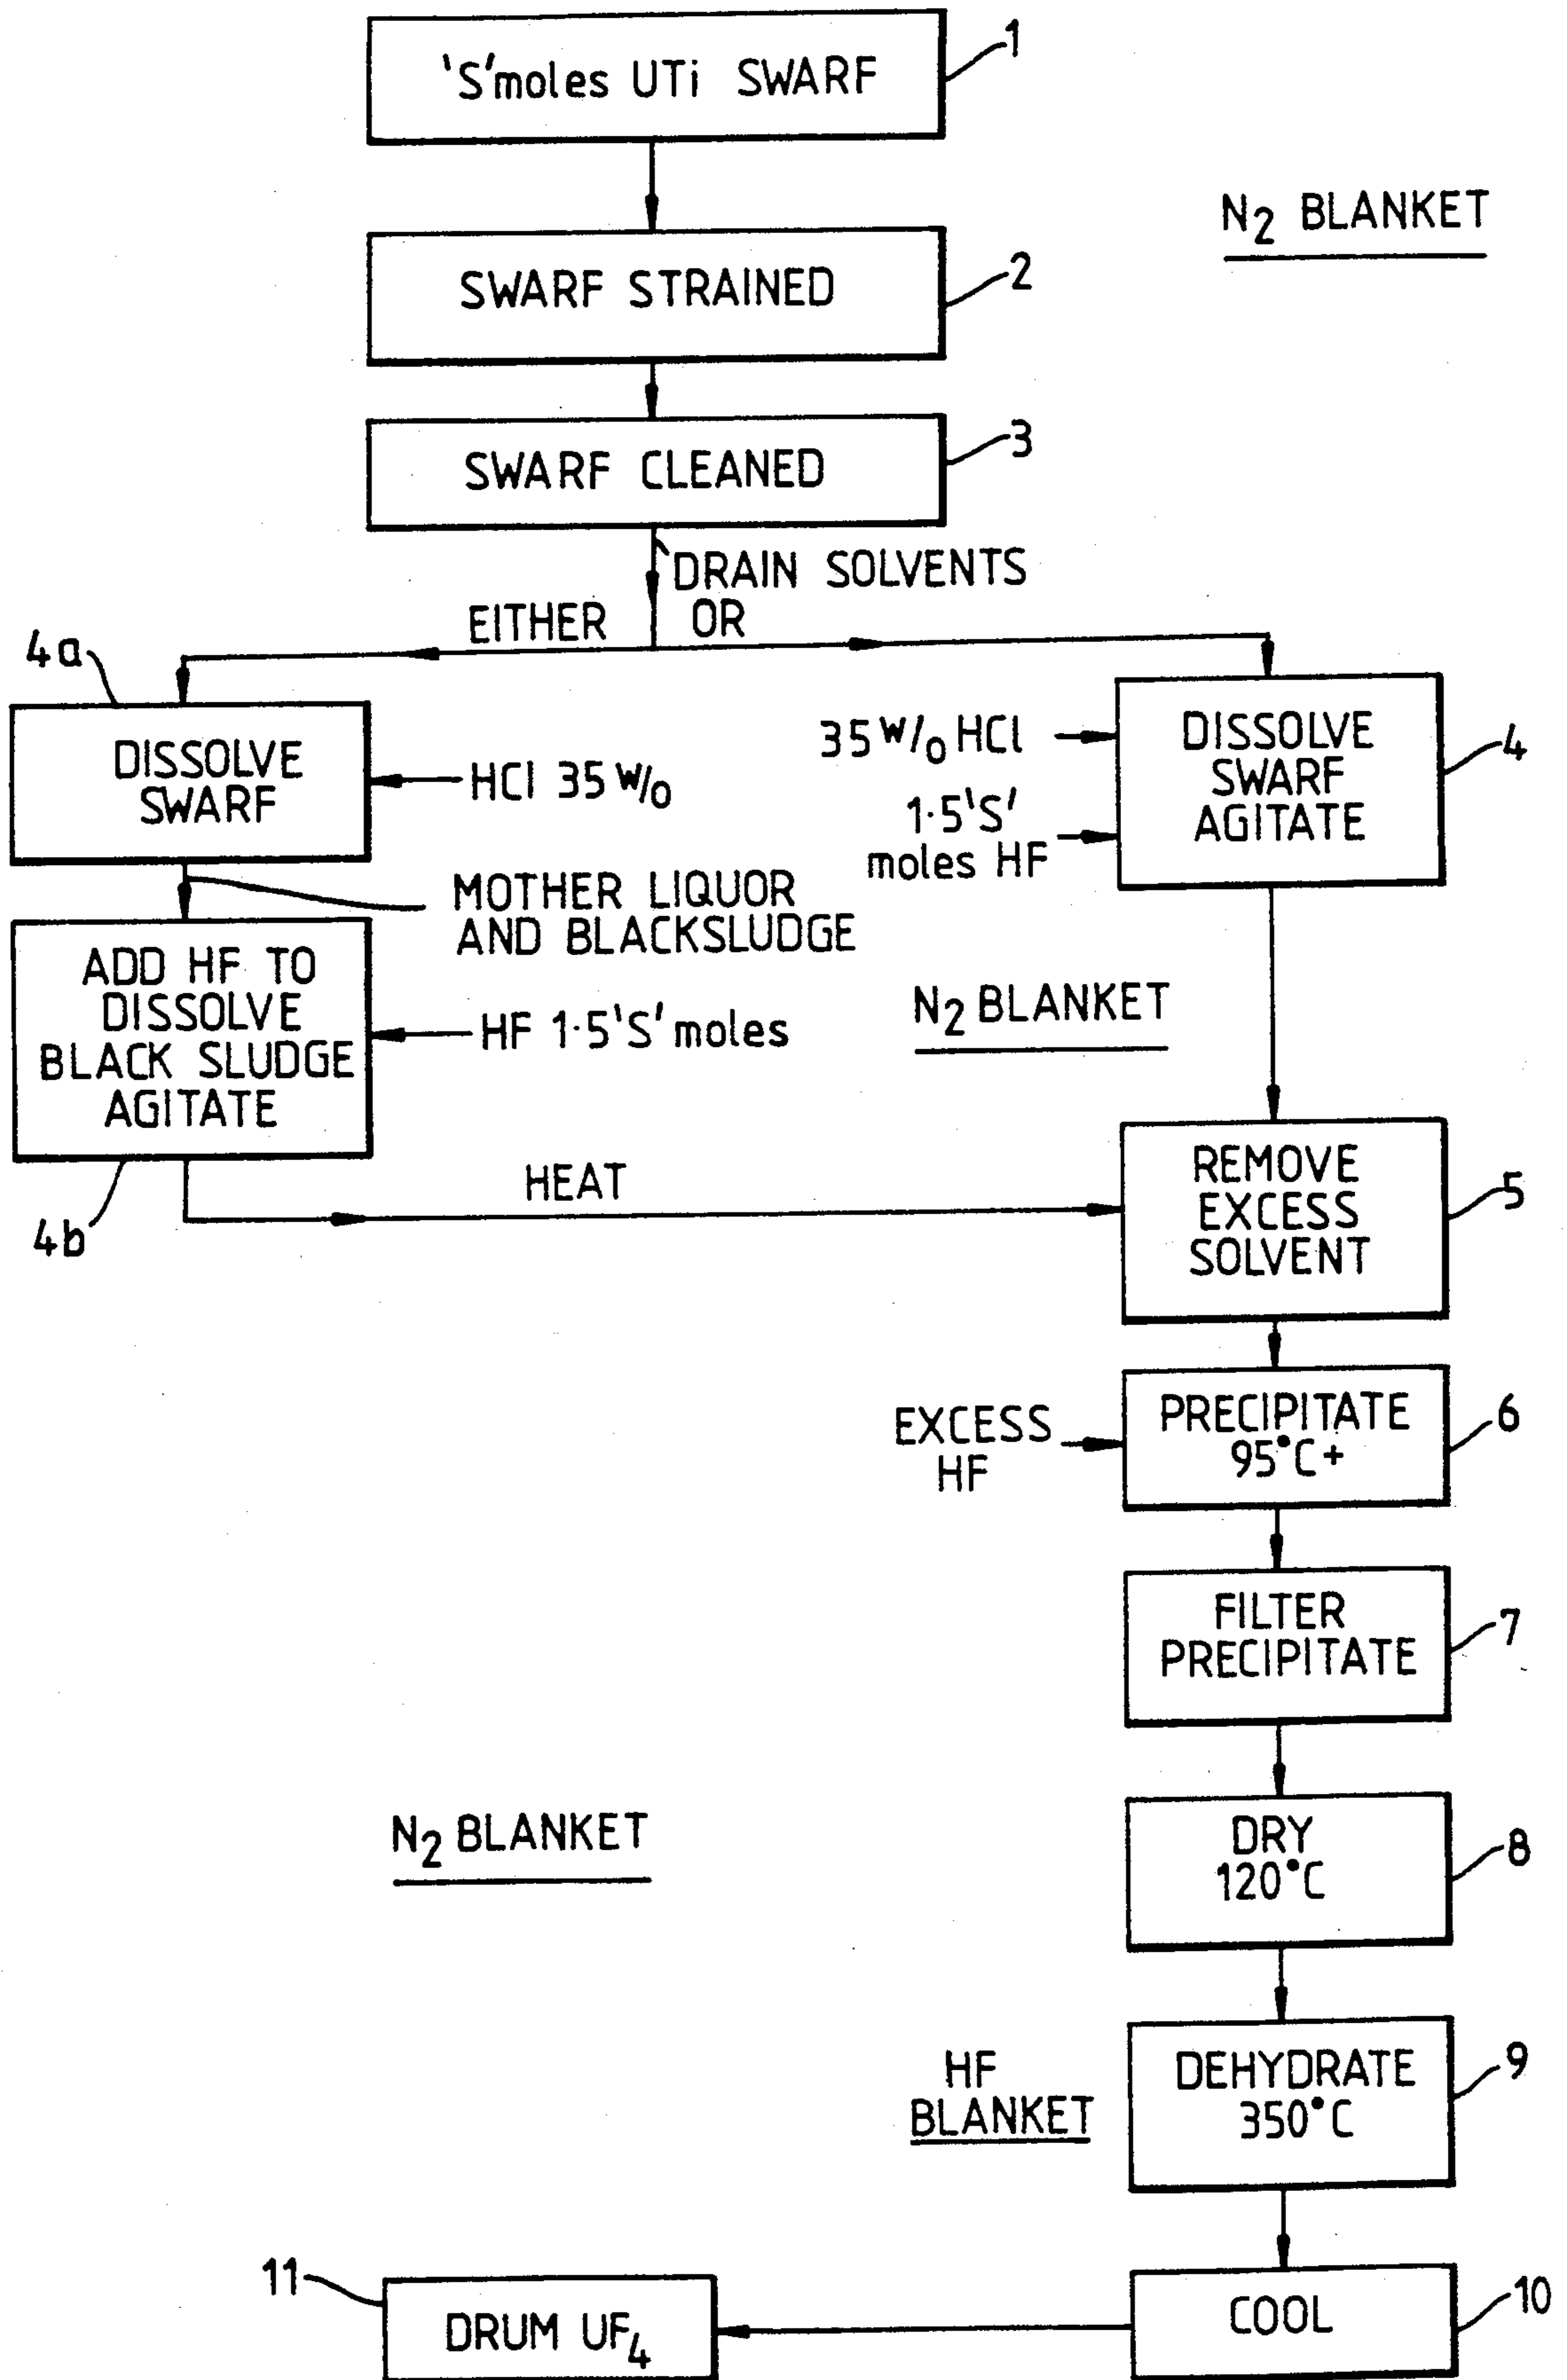 'S'moles UTi SWARF
1
N2 BLANKET
SWARF STRAINED
2
SWARF CLEANED
3
DRAIN SOLVENTS
EITHER
OR
4a
DISSOLVE
SWARF
HCl 35 W/O
35 W/O HCl
1·5'S'
moles HF
DISSOLVE
SWARF
AGITATE
4
MOTHER LIQUOR
AND BLACKSLUDGE
ADD HF TO
DISSOLVE
BLACK SLUDGE
AGITATE
HF 1·5'S'moles
4b
N2 BLANKET
HEAT
REMOVE
EXCESS
SOLVENT
5
EXCESS
HF
PRECIPITATE
95°C+
6
FILTER
PRECIPITATE
7
N2 BLANKET
DRY
120°C
8
HF
BLANKET
DEHYDRATE
350°C
9
COOL
10
11
DRUM UF4